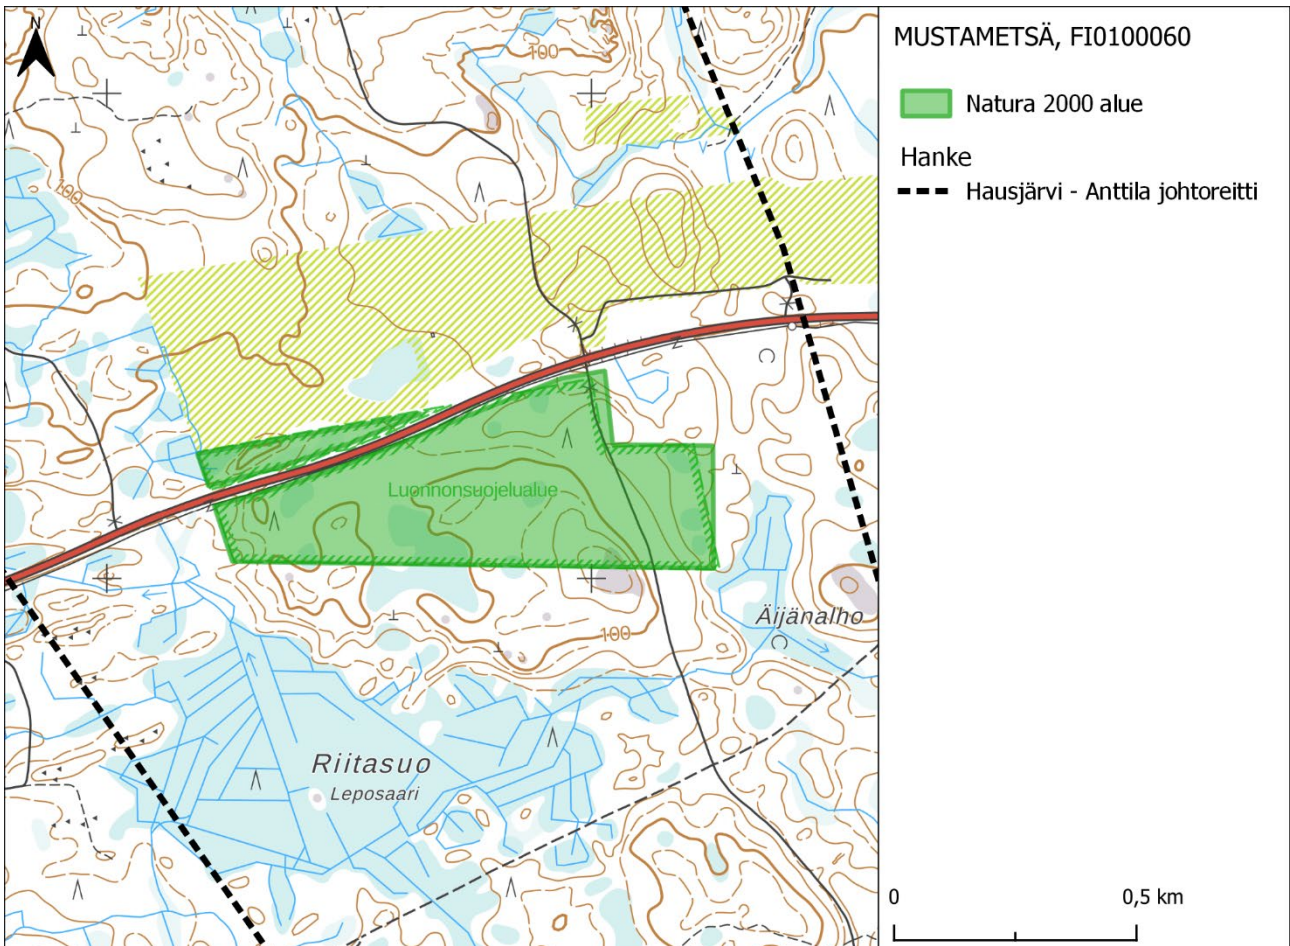 N
MUSTAMETSÄ, FI0100060
Natura 2000 alue
Hanke
Hausjärvi - Anttila johtoreitti
100
100
Luonnonsuojelualue
Äijänalho
100
Riitasuo
Leposaari
0
0,5 km